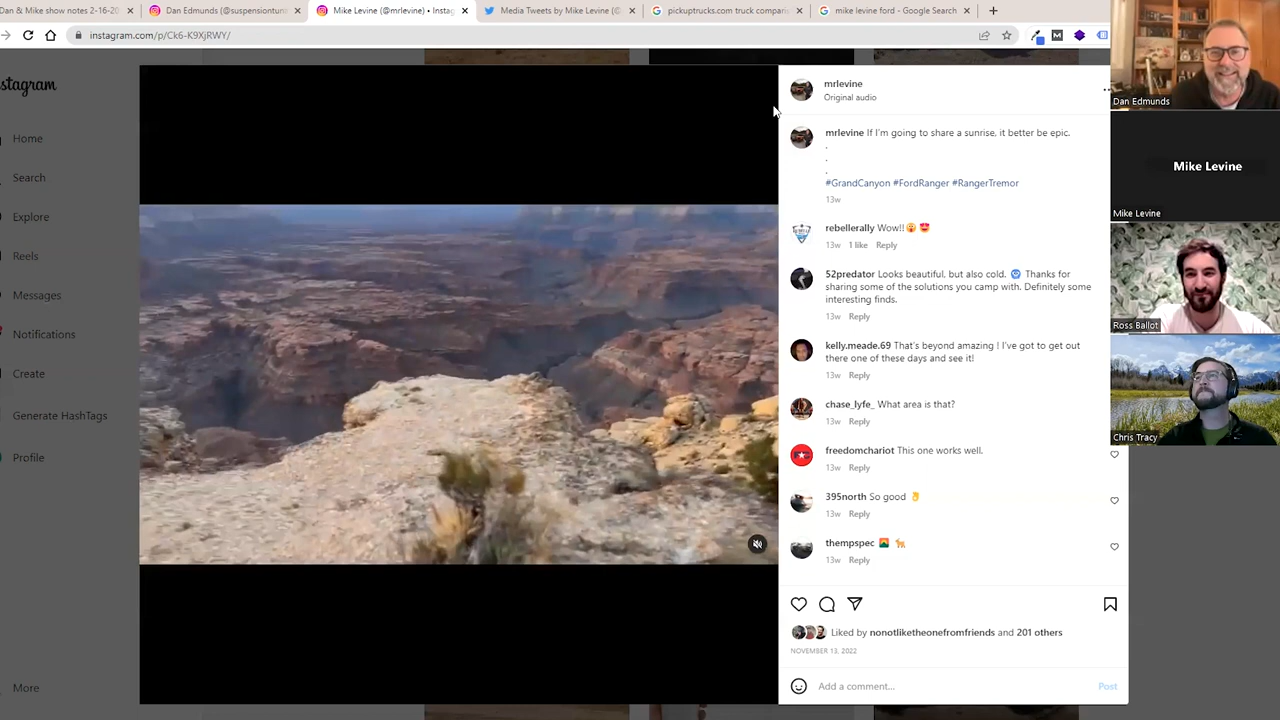 Dan & Mike show notes 2-16-20
Dan Edmunds (@suspensiontun
Mike Levine (@mrlevine) • Insta
Media Tweets by Mike Levine (@
pickuptrucks.com truck compari
mike levine ford - Google Search
instagram.com/p/Ck6-K9XjRWY/
stagram
Home
Search
Explore
Reels
Messages
Notifications
Create
Generate HashTags
Profile
More
mrlevine
Original audio
mrlevine If I'm going to share a sunrise, it better be epic.
.
.
.
#GrandCanyon #FordRanger #RangerTremor
13w
rebellerally Wow!!🤗 😍
13w 1 like Reply
52predator Looks beautiful, but also cold. 🥶 Thanks for
sharing some of the solutions you camp with. Definitely some
interesting finds.
13w Reply
kelly.meade.69 That's beyond amazing ! I've got to get out
there one of these days and see it!
13w Reply
chase_lyfe_ What area is that?
13w Reply
freedomchariot This one works well,
13w Reply
395north So good 👌
13w Reply
thempspec 🌄 🐐
13w Reply
Liked by nonotliketheonefromfriends and 201 others
NOVEMBER 13, 2022
Add a comment...
Post
Dan Edmunds
Mike Levine
Mike Levine
Ross Ballot
Chris Tracy